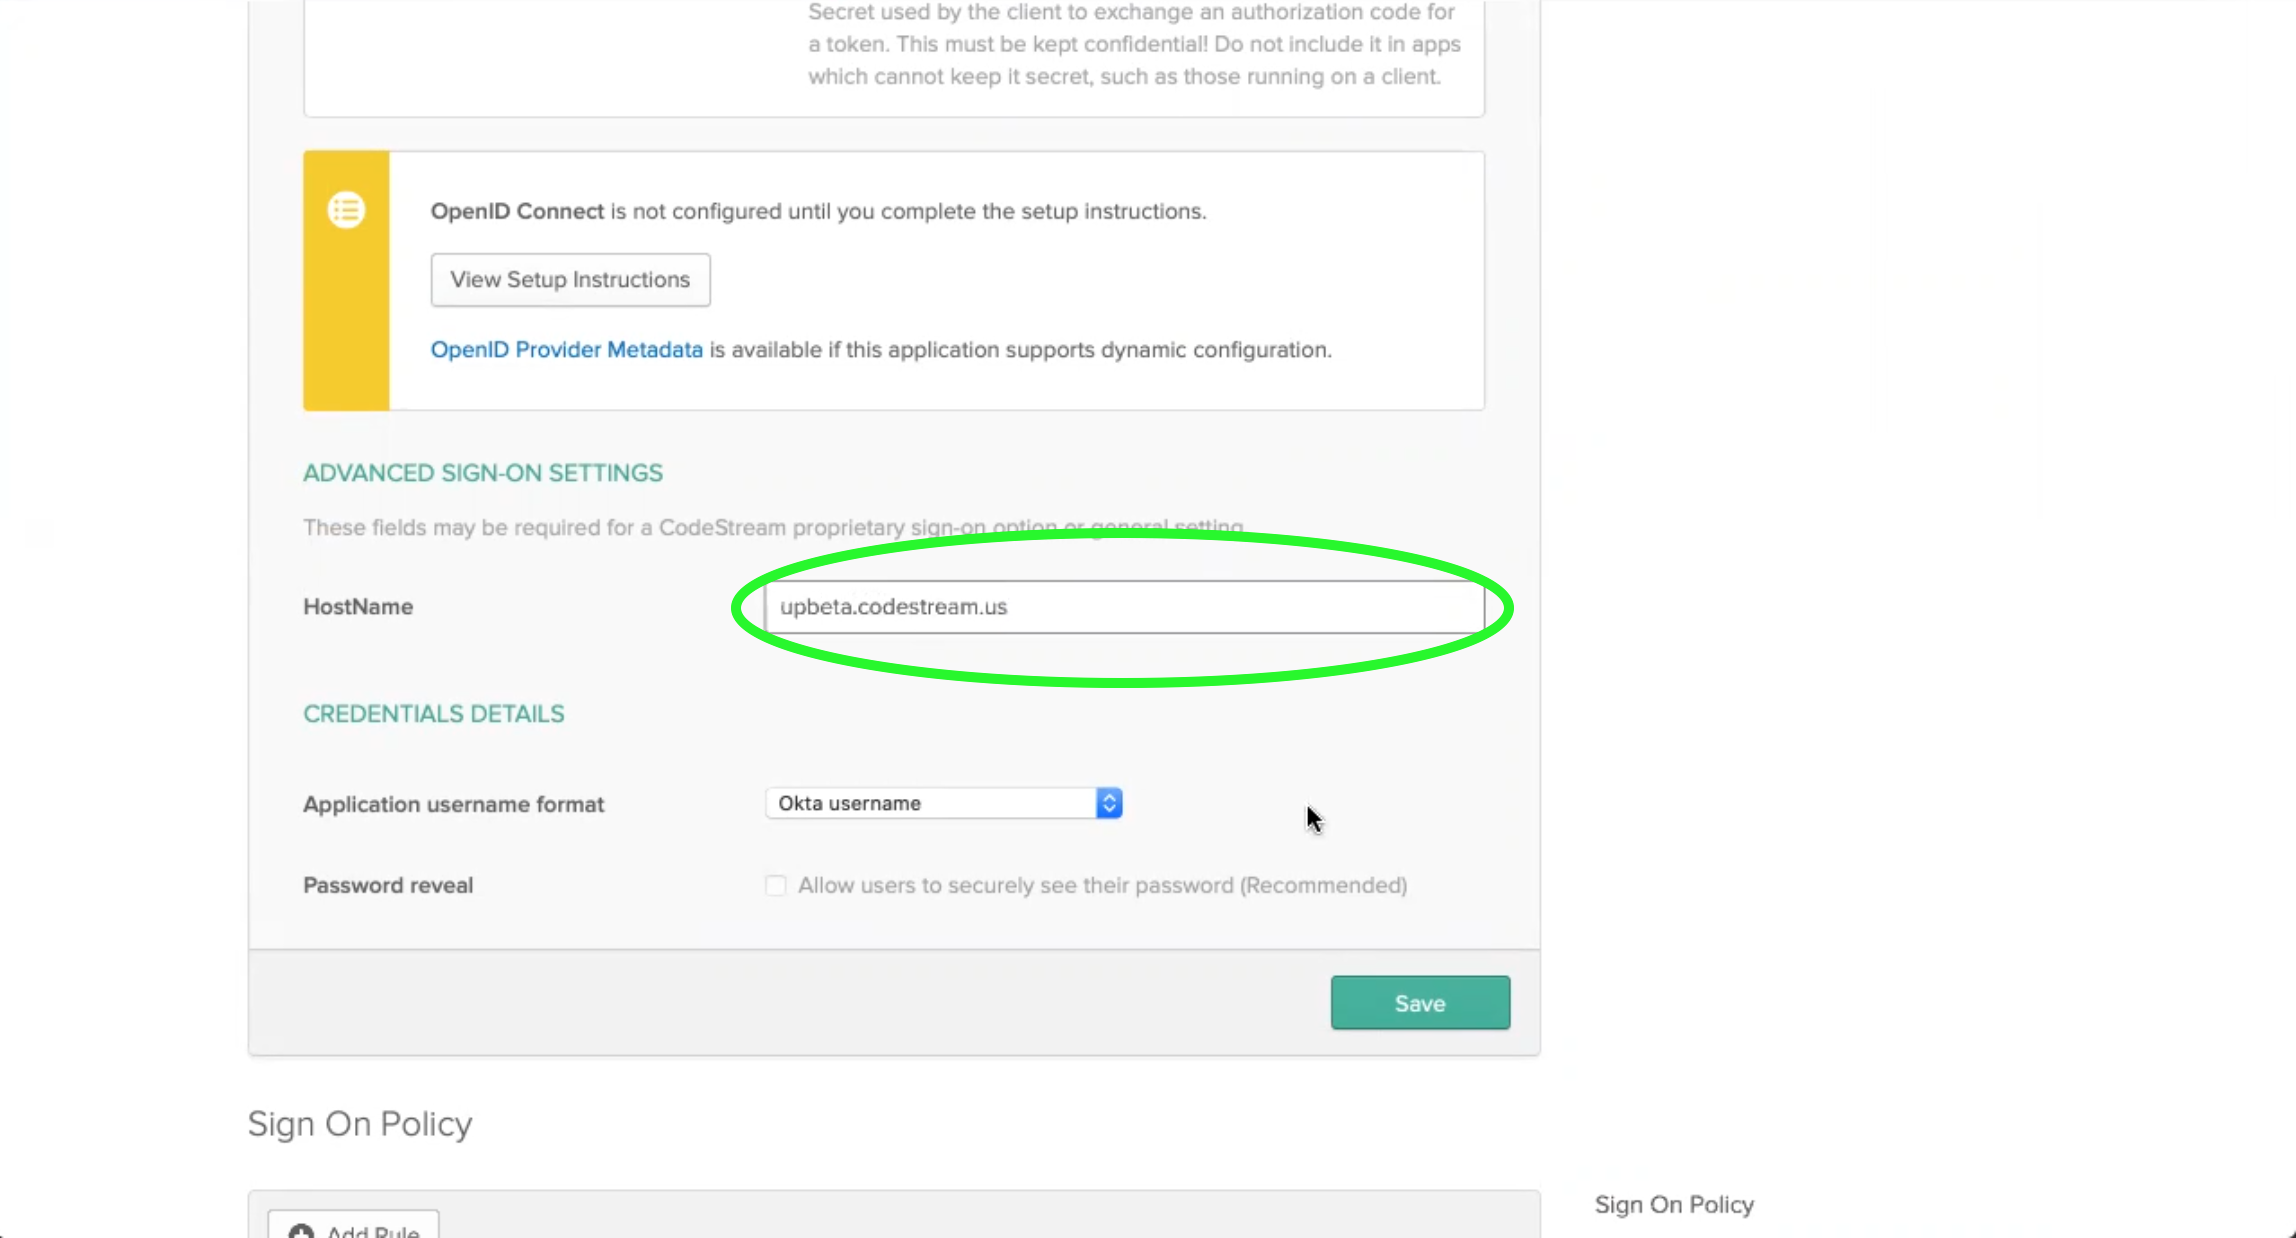 Secret used by the client to exchange an authorization code for
a token. This must be kept confidential! Do not include it in apps
which cannot keep it secret, such as those running on a client.
OpenID Connect is not configured until you complete the setup instructions.
View Setup Instructions
OpenID Provider Metadata is available if this application supports dynamic configuration.
ADVANCED SIGN-ON SETTINGS
These fields may be required for a CodeStream proprietary sign-on option or general setting.
HostName
upbeta.codestream.us
CREDENTIALS DETAILS
Application username format
Okta username
Password reveal
Allow users to securely see their password (Recommended)
Save
Sign On Policy
Sign On Policy
Add Rule